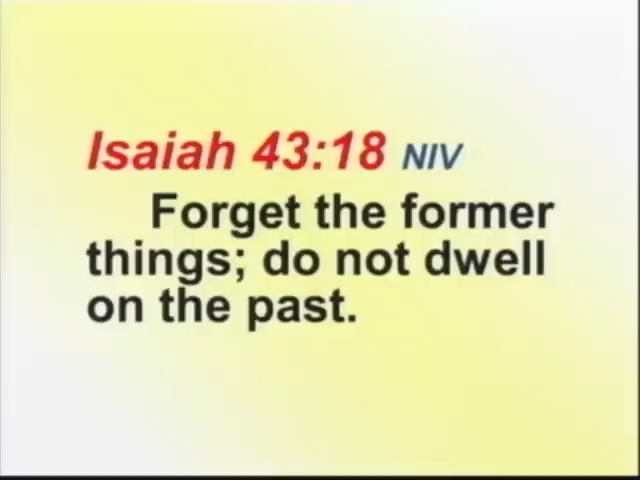 Isaiah 43:18 NIV
Forget the former
things; do not dwell
on the past.